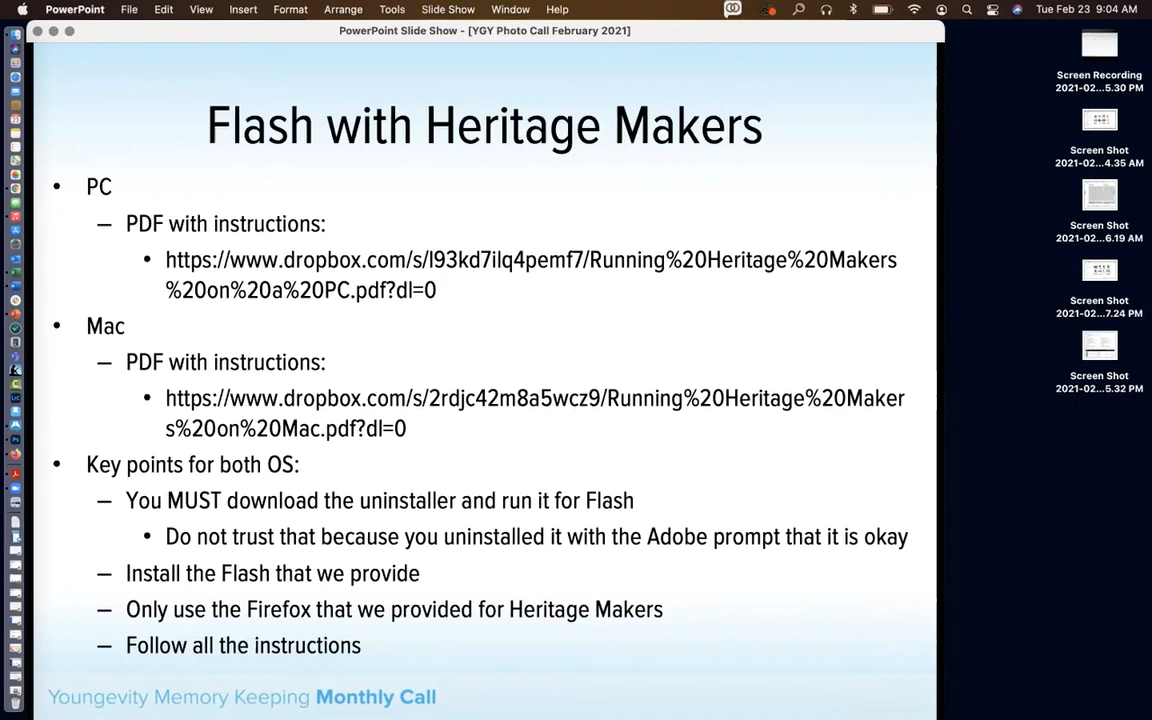 PowerPoint File Edit View Insert Format Arrange Tools Slide Show Window Help Tue Feb 23 9:04 AM
PowerPoint Slide Show - [YGY Photo Call February 2021]
Flash with Heritage Makers
• PC
– PDF with instructions:
• https://www.dropbox.com/s/l93kd7ilq4pemf7/Running%20Heritage%20Makers
%20on%20a%20PC.pdf?dl=0
• Mac
– PDF with instructions:
• https://www.dropbox.com/s/2rdjc42m8a5wcz9/Running%20Heritage%20Maker
s%20on%20Mac.pdf?dl=0
• Key points for both OS:
– You MUST download the uninstaller and run it for Flash
• Do not trust that because you uninstalled it with the Adobe prompt that it is okay
– Install the Flash that we provide
– Only use the Firefox that we provided for Heritage Makers
– Follow all the instructions
Youngevity Memory Keeping Monthly Call
Screen Recording
2021-02...5.30 PM
Screen Shot
2021-02...4.35 AM
Screen Shot
2021-02...6.19 AM
Screen Shot
2021-02...7.24 PM
Screen Shot
2021-02...5.32 PM